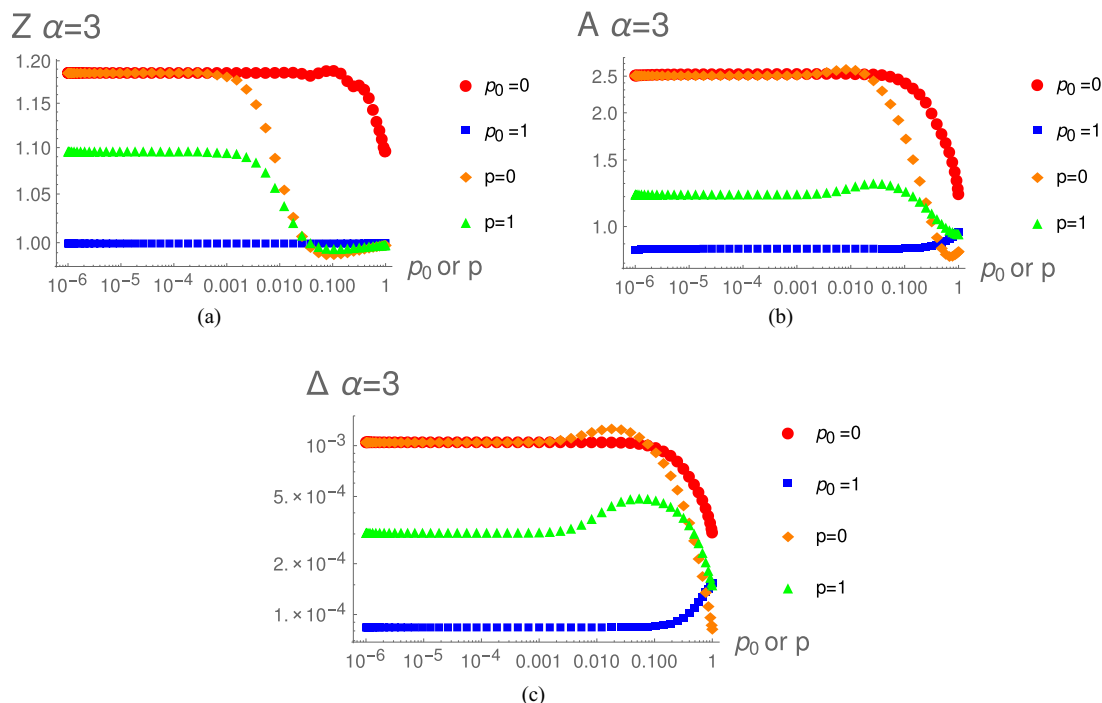 Z α=3
1.20
1.15
1.10
1.05
1.00
10⁻⁶ 10⁻⁵ 10⁻⁴ 0.001 0.010 0.100 1
p₀ or p
p₀ =0
p₀ =1
p=0
p=1
(a)
A α=3
2.5
2.0
1.5
1.0
10⁻⁶ 10⁻⁵ 10⁻⁴ 0.001 0.010 0.100 1
p₀ or p
p₀ =0
p₀ =1
p=0
p=1
(b)
Δ α=3
10⁻³
5.×10⁻⁴
2.×10⁻⁴
1.×10⁻⁴
10⁻⁶ 10⁻⁵ 10⁻⁴ 0.001 0.010 0.100 1
p₀ or p
p₀ =0
p₀ =1
p=0
p=1
(c)